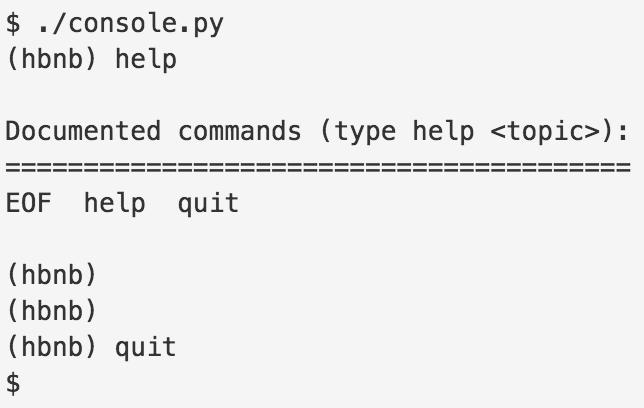 $ ./console.py
(hbnb) help
Documented commands (type help <topic>):
========================================
EOF  help  quit
(hbnb)
(hbnb)
(hbnb) quit
$